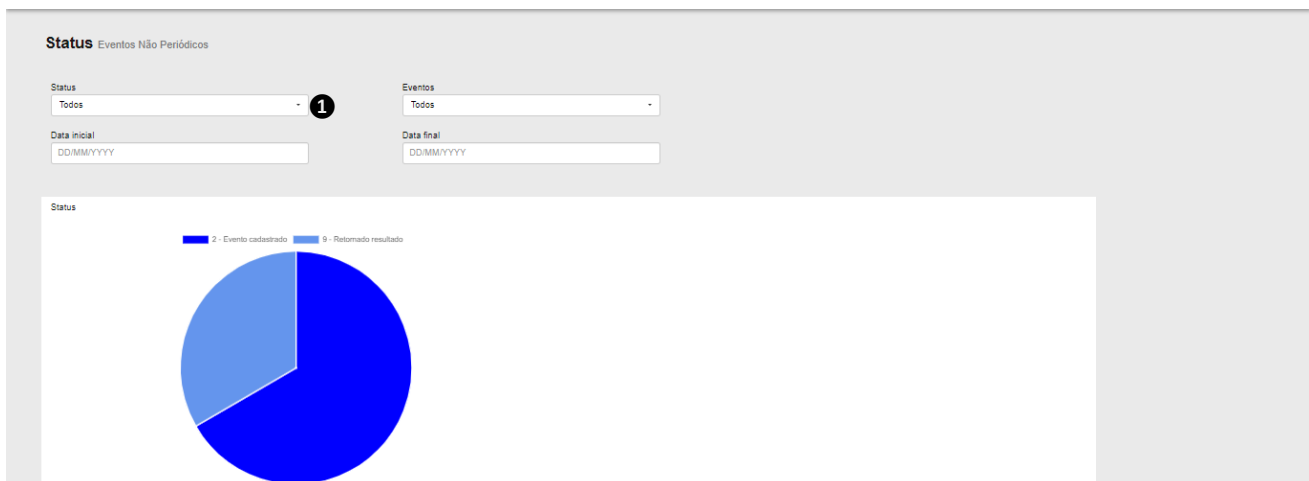 Status Eventos Não Periódicos
Status Eventos
Todos 1 Todos
Data inicial Data final
DD/MM/YYYY DD/MM/YYYY
Status
2 - Evento cadastrado 9 - Retornado resultado